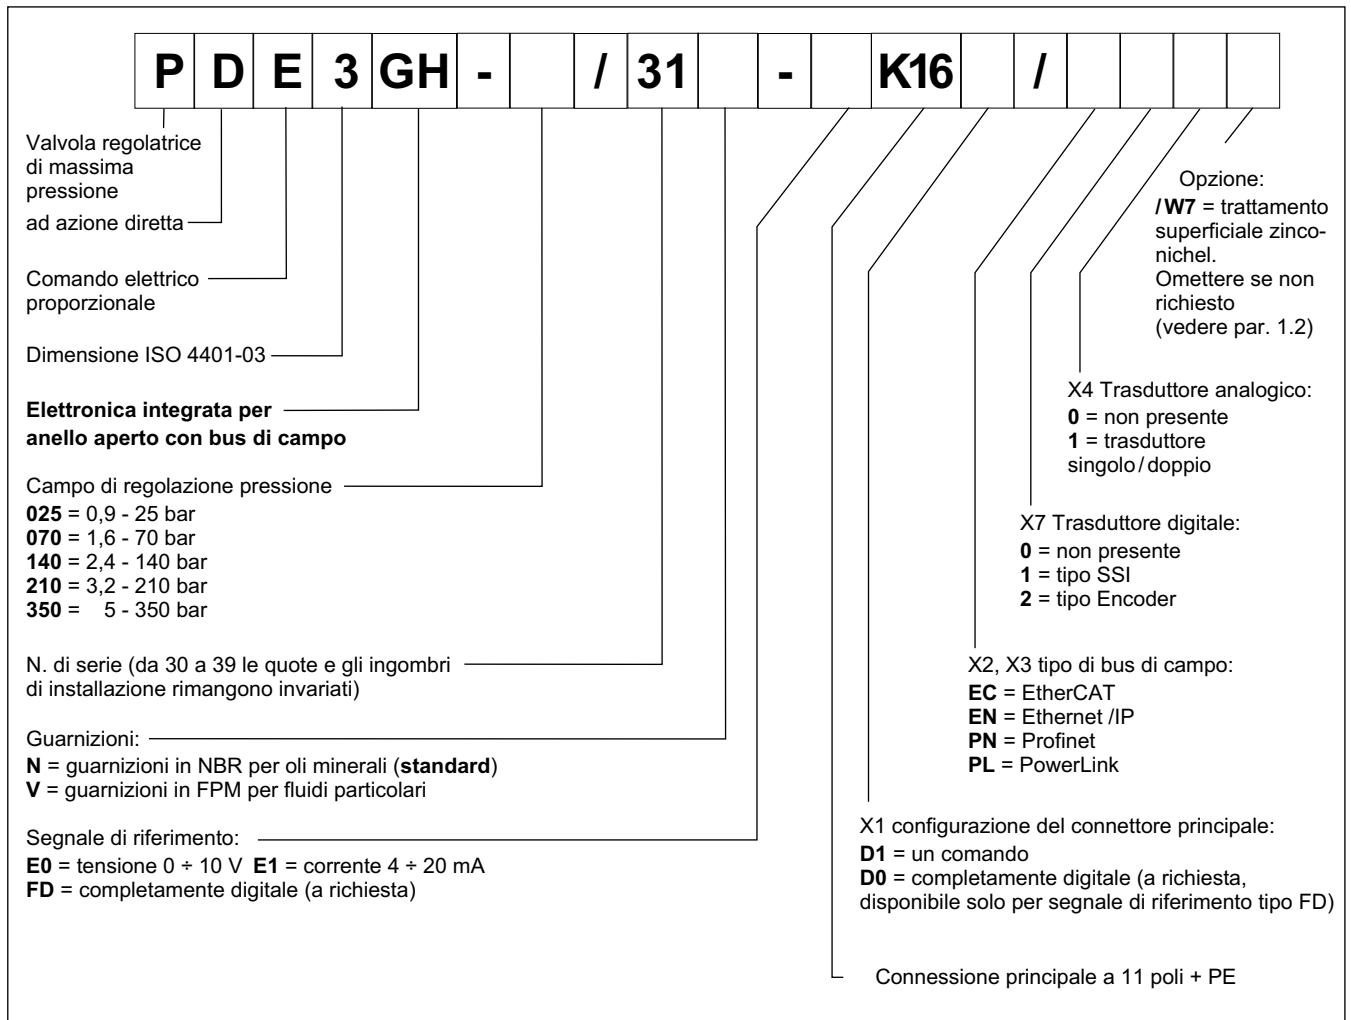 P D E 3 GH - / 31 - K16 /
Valvola regolatrice
di massima
pressione
ad azione diretta
Comando elettrico
proporzionale
Dimensione ISO 4401-03
Elettronica integrata per
anello aperto con bus di campo
Campo di regolazione pressione
025 = 0,9 - 25 bar
070 = 1,6 - 70 bar
140 = 2,4 - 140 bar
210 = 3,2 - 210 bar
350 = 5 - 350 bar
N. di serie (da 30 a 39 le quote e gli ingombri
di installazione rimangono invariati)
Guarnizioni:
N = guarnizioni in NBR per oli minerali (standard)
V = guarnizioni in FPM per fluidi particolari
Segnale di riferimento:
E0 = tensione 0 ÷ 10 V E1 = corrente 4 ÷ 20 mA
FD = completamente digitale (a richiesta)
Opzione:
/W7 = trattamento
superficiale zinco-
nichel.
Omettere se non
richiesto
(vedere par. 1.2)
X4 Trasduttore analogico:
0 = non presente
1 = trasduttore
singolo/doppio
X7 Trasduttore digitale:
0 = non presente
1 = tipo SSI
2 = tipo Encoder
X2, X3 tipo di bus di campo:
EC = EtherCAT
EN = Ethernet /IP
PN = Profinet
PL = PowerLink
X1 configurazione del connettore principale:
D1 = un comando
D0 = completamente digitale (a richiesta,
disponibile solo per segnale di riferimento tipo FD)
Connessione principale a 11 poli + PE